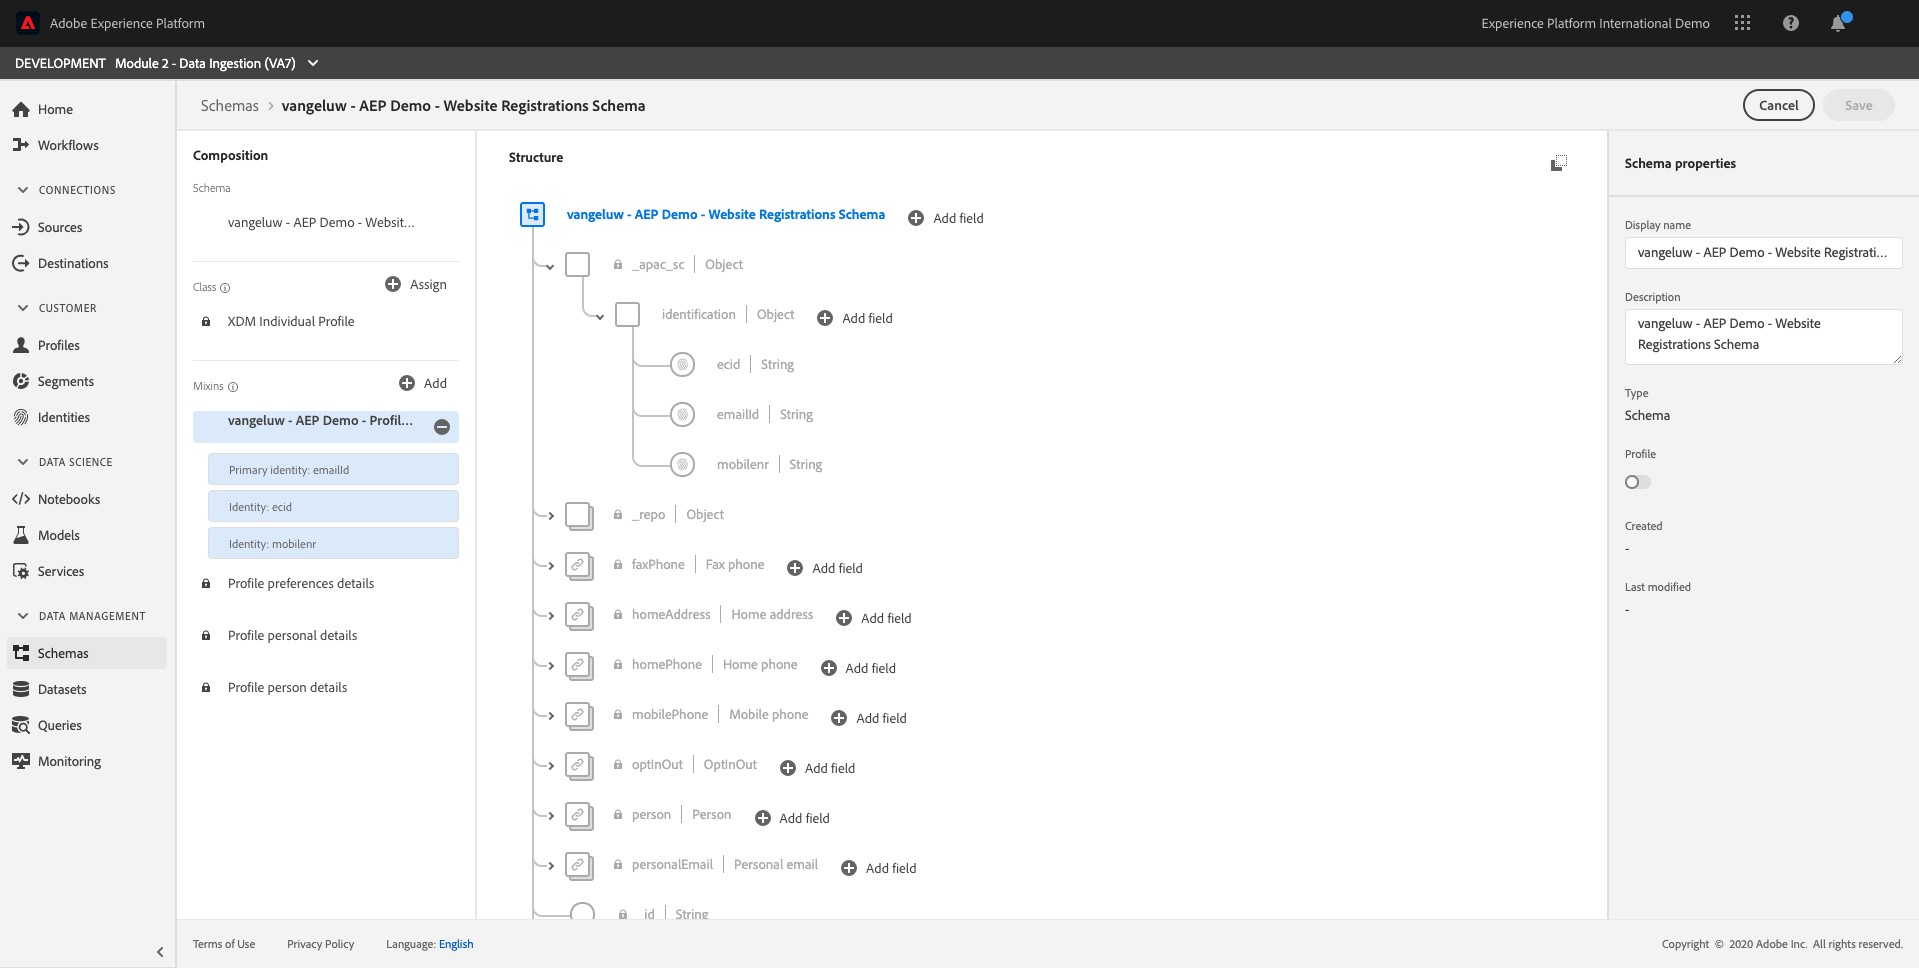 Adobe Experience Platform
Experience Platform International Demo
DEVELOPMENT Module 2 - Data Ingestion (VA7)
Home
Workflows
CONNECTIONS
Sources
Destinations
CUSTOMER
Profiles
Segments
Identities
DATA SCIENCE
Notebooks
Models
Services
DATA MANAGEMENT
Schemas
Datasets
Queries
Monitoring
Schemas > vangeluw - AEP Demo - Website Registrations Schema
Cancel
Save
Composition
Schema
vangeluw - AEP Demo - Websit...
Class
Assign
XDM Individual Profile
Mixins
Add
vangeluw - AEP Demo - Profil...
Primary identity: emailId
Identity: ecid
Identity: mobilenr
Profile preferences details
Profile personal details
Profile person details
Structure
vangeluw - AEP Demo - Website Registrations Schema Add field
_apac_sc | Object
identification | Object Add field
ecid | String
emailId | String
mobilenr | String
_repo | Object
faxPhone | Fax phone Add field
homeAddress | Home address Add field
homePhone | Home phone Add field
mobilePhone | Mobile phone Add field
optInOut | OptInOut Add field
person | Person Add field
personalEmail | Personal email Add field
_id | String
Schema properties
Display name
vangeluw - AEP Demo - Website Registrati...
Description
vangeluw - AEP Demo - Website
Registrations Schema
Type
Schema
Profile
Created
-
Last modified
-
Terms of Use Privacy Policy Language: English
Copyright © 2020 Adobe Inc. All rights reserved.